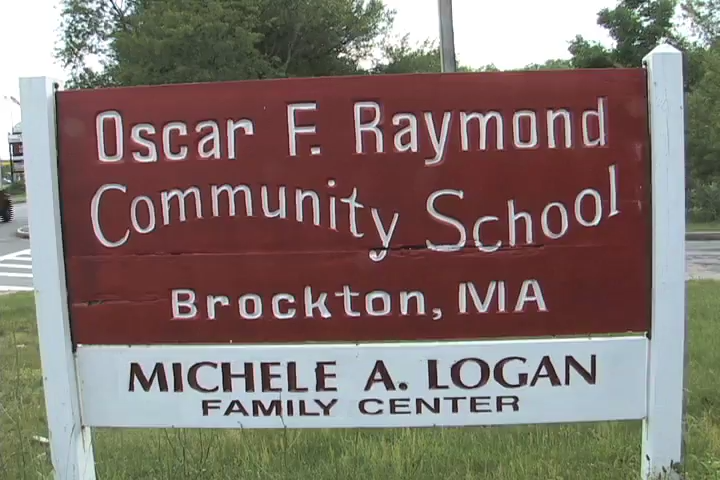 Oscar F. Raymond
Community School
Brockton, MA
MICHELE A. LOGAN
FAMILY CENTER